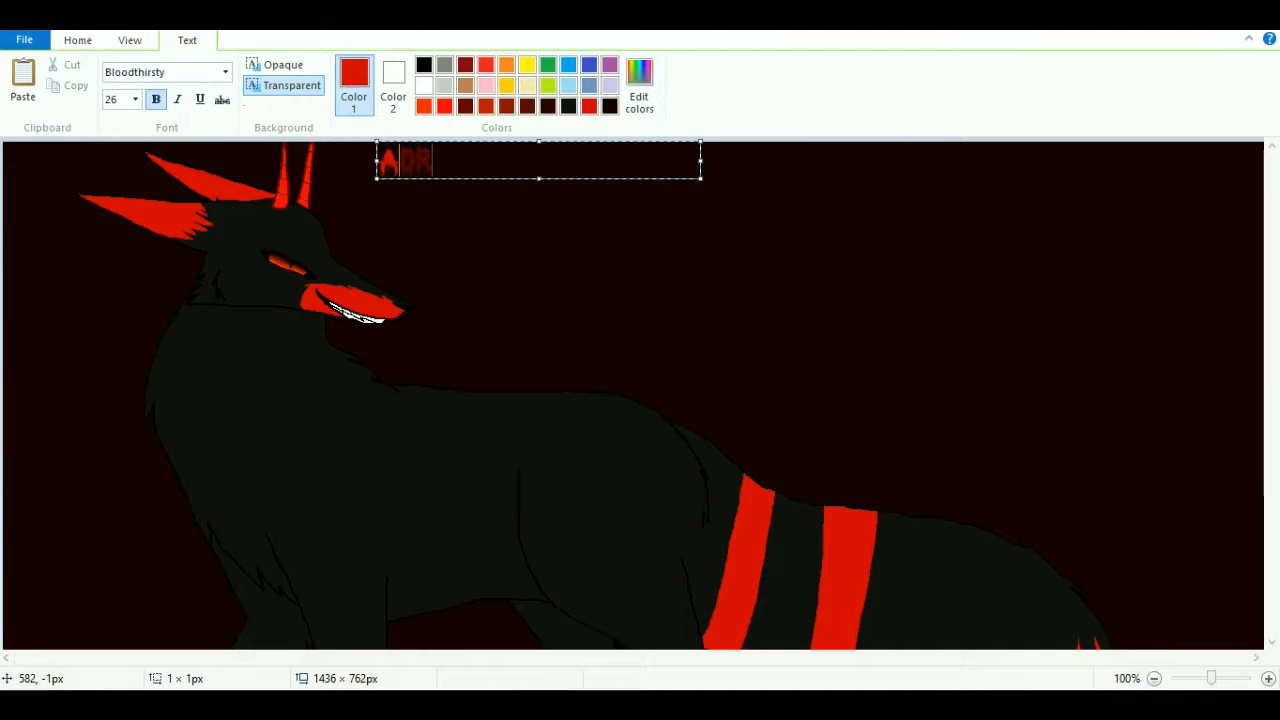 File
Home
View
Text
Paste
Cut
Copy
Clipboard
Bloodthirsty
26
B I U abc
Font
Opaque
Transparent
Background
Color 1
Color 2
Edit colors
Colors
ADR
582, -1px
1 × 1px
1436 × 762px
100%